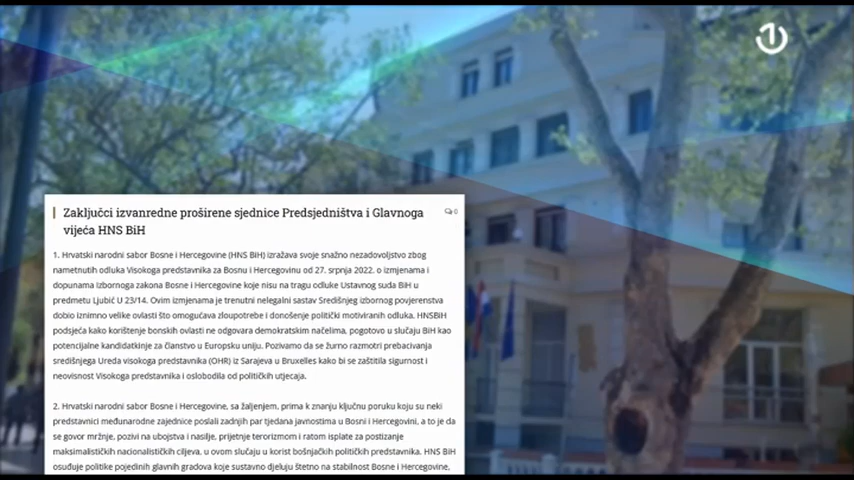 1
Zaključci izvanredne proširene sjednice Predsjedništva i Glavnoga
vijeća HNS BiH
0
1. Hrvatski narodni sabor Bosne i Hercegovine (HNS BiH) izražava svoje snažno nezadovoljstvo zbog
nametnutih odluka Visokoga predstavnika za Bosnu i Hercegovinu od 27. srpnja 2022. o izmjenama i
dopunama izbornoga zakona Bosne i Hercegovine koje nisu na tragu odluke Ustavnog suda BiH u
predmetu Ljubić U 23/14. Ovim izmjenama je trenutni nelegalni sastav Središnjeg izbornog povjerenstva
dobio iznimno velike ovlasti što omogućava zloupotrebe i donošenje politički motiviranih odluka. HNSBiH
podsjeća kako korištenje bonskih ovlasti ne odgovara demokratskim načelima, pogotovo u slučaju BiH kao
potencijalne kandidatkinje za članstvo u Europsku uniju. Pozivamo da se žurno razmotri prebacivanja
središnjega Ureda visokoga predstavnika (OHR) iz Sarajeva u Bruxelles kako bi se zaštitila sigurnost i
neovisnost Visokoga predstavnika i oslobodila od političkih utjecaja.
2. Hrvatski narodni sabor Bosne i Hercegovine, sa žaljenjem, prima k znanju ključnu poruku koju su neki
predstavnici međunarodne zajednice poslali zadnjih par tjedana javnostima u Bosni i Hercegovini, a to je da
se govor mržnje, pozivi na ubojstva i nasilje, prijetnje terorizmom i ratom isplate za postizanje
maksimalističkih nacionalističkih ciljeva, u ovom slučaju u korist bošnjačkih političkih predstavnika. HNS BiH
osuđuje politike pojedinih glavnih gradova koje sustavno djeluju štetno na stabilnost Bosne i Hercegovine,